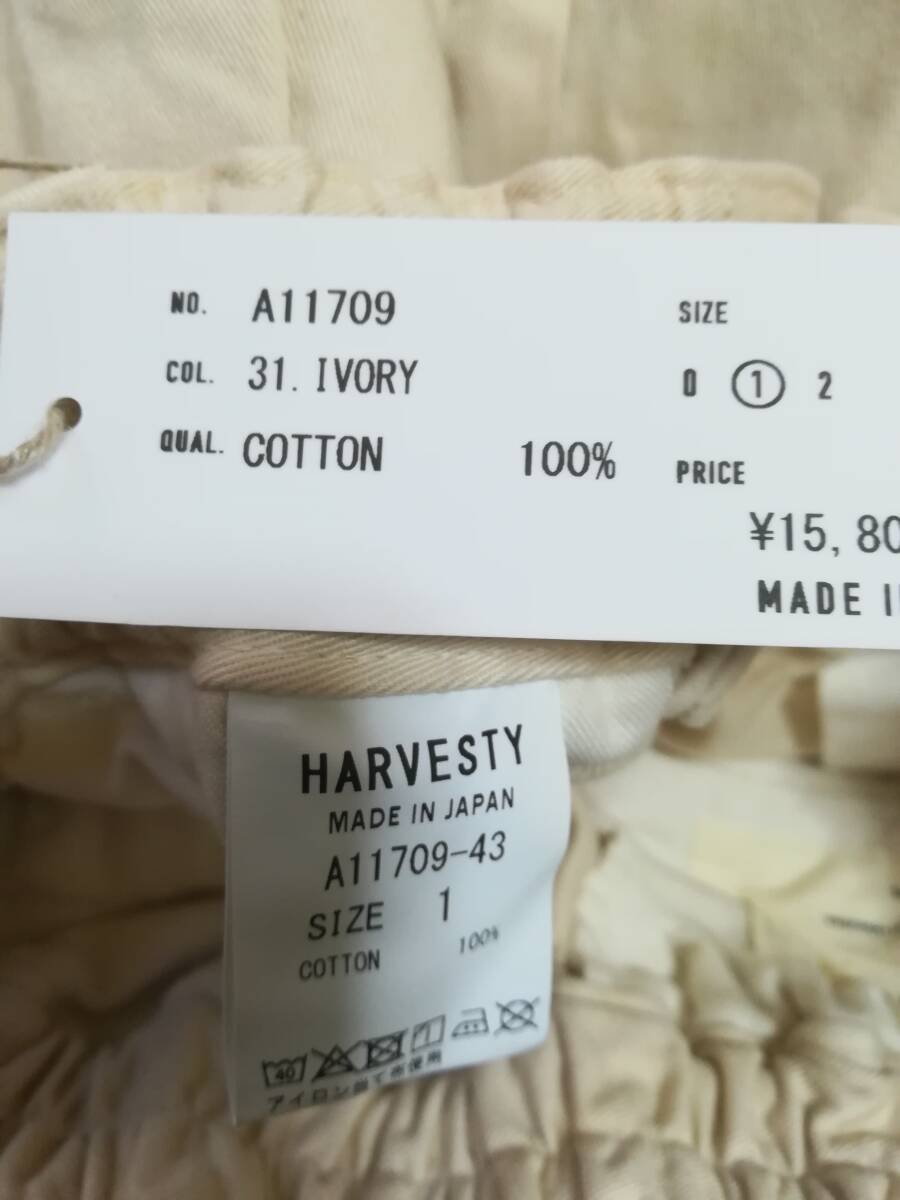 NO. A11709
COL. 31. IVORY
QUAL. COTTON 100%
SIZE
0 1 2
PRICE
¥15,80
MADE I
HARVESTY
MADE IN JAPAN
A11709-43
SIZE 1
COTTON 100%
40
アイロン当て布使用